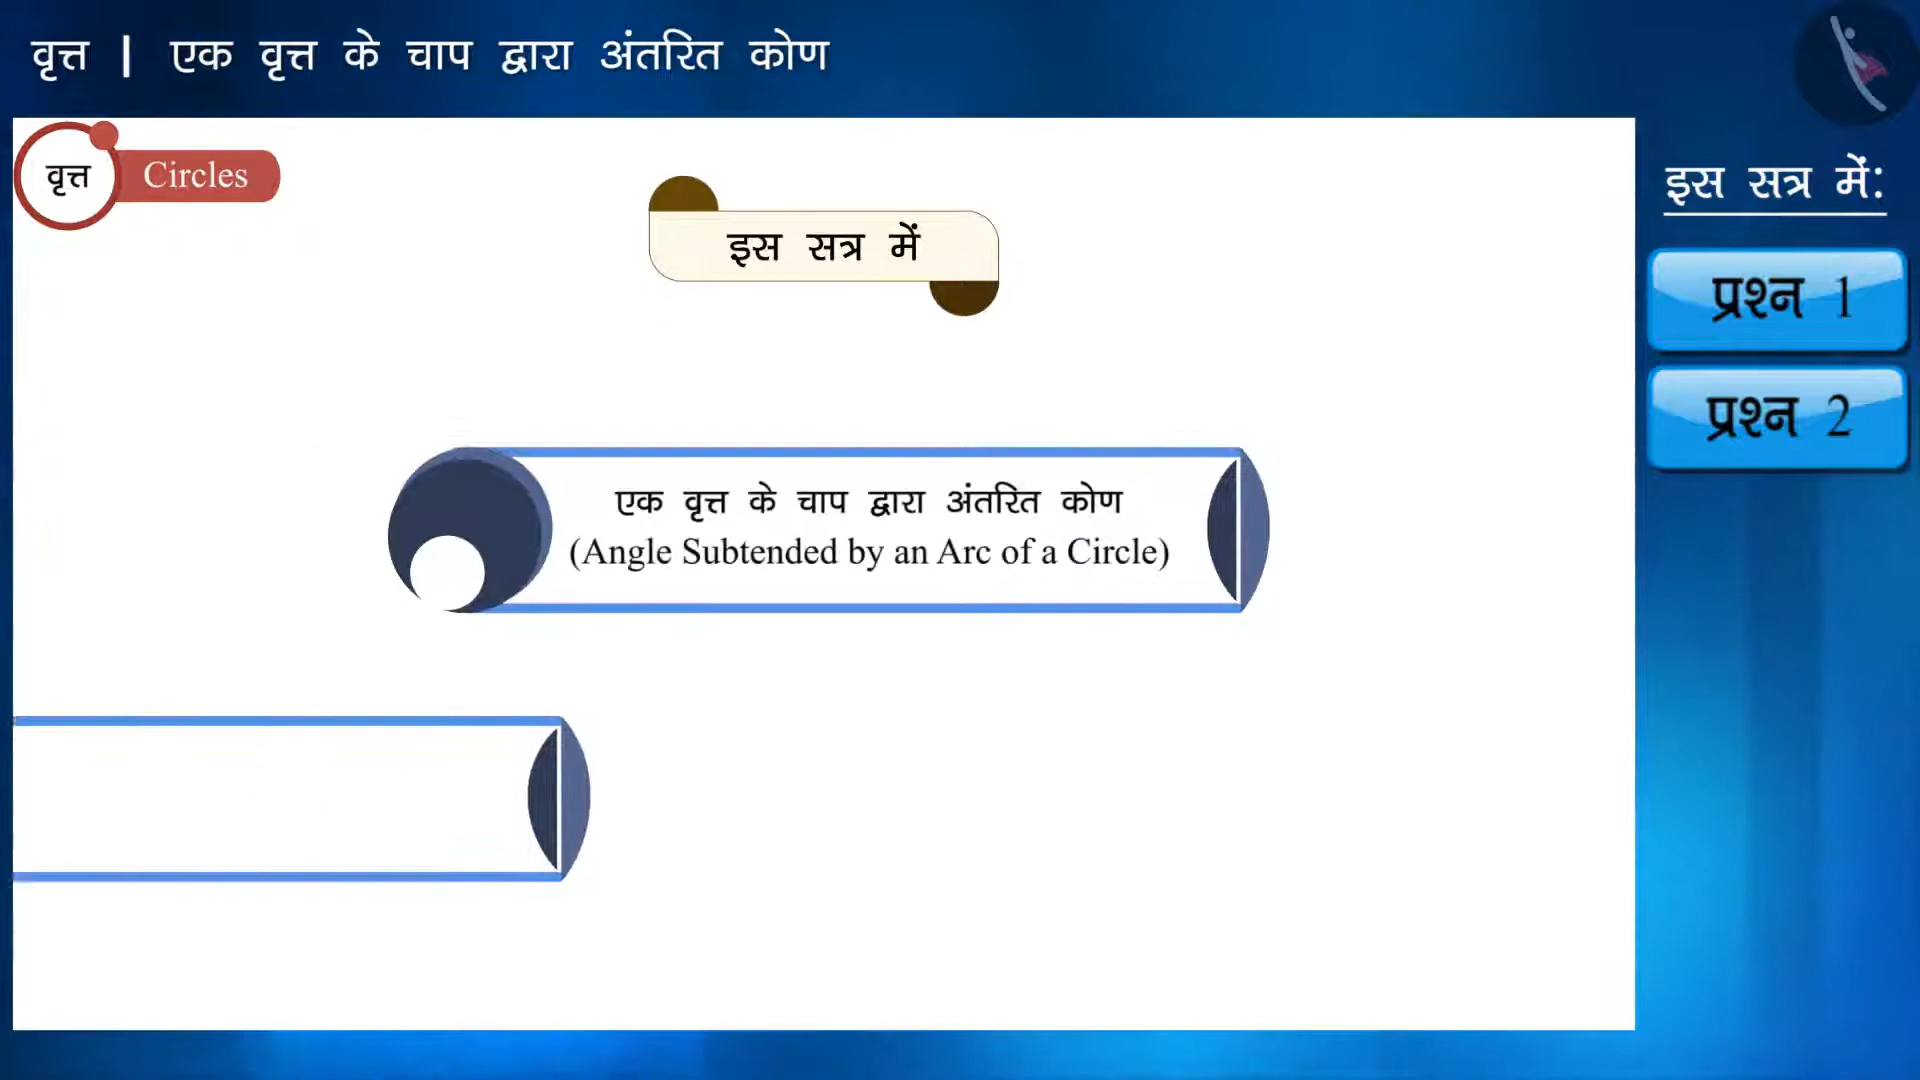 वृत्त | एक वृत्त के चाप द्वारा अंतरित कोण
वृत्त Circles
इस सत्र में
इस सत्र में:
प्रश्न 1
प्रश्न 2
एक वृत्त के चाप द्वारा अंतरित कोण
(Angle Subtended by an Arc of a Circle)